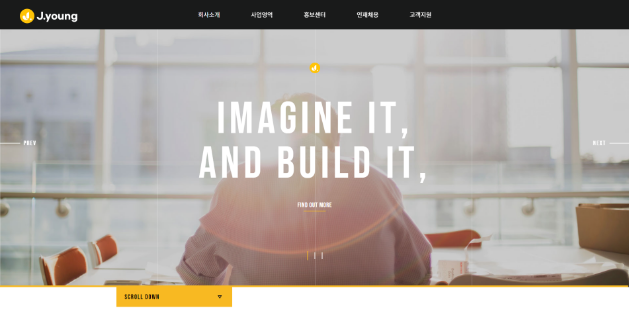 J.young
회사소개 사업영역 홍보센터 인재채용 고객지원
IMAGINE IT,
AND BUILD IT,
PREV
NEXT
FIND OUT MORE
SCROLL DOWN